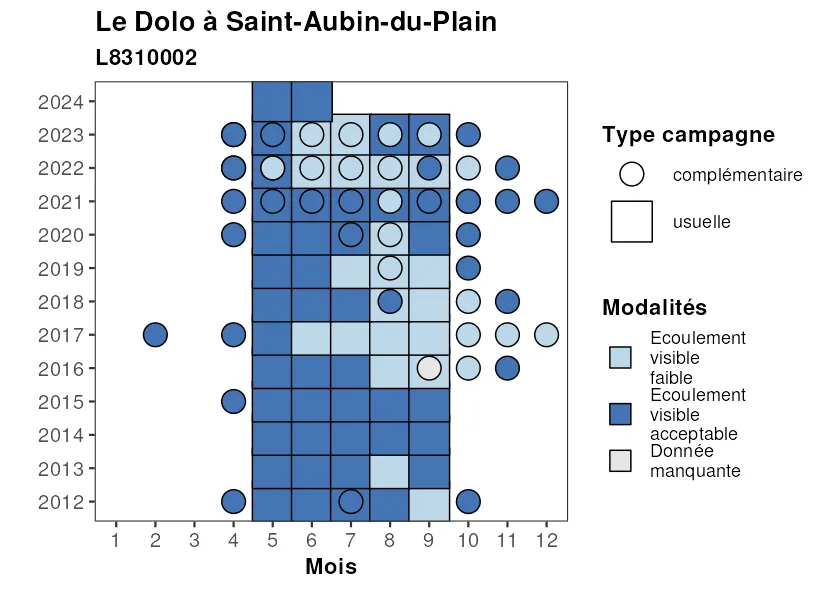 Le Dolo à Saint-Aubin-du-Plain
L8310002
2024
2023
2022
2021
2020
2019
2018
2017
2016
2015
2014
2013
2012
1 2 3 4 5 6 7 8 9 10 11 12
Mois
Type campagne
complémentaire
usuelle
Modalités
Ecoulement
visible
faible
Ecoulement
visible
acceptable
Donnée
manquante